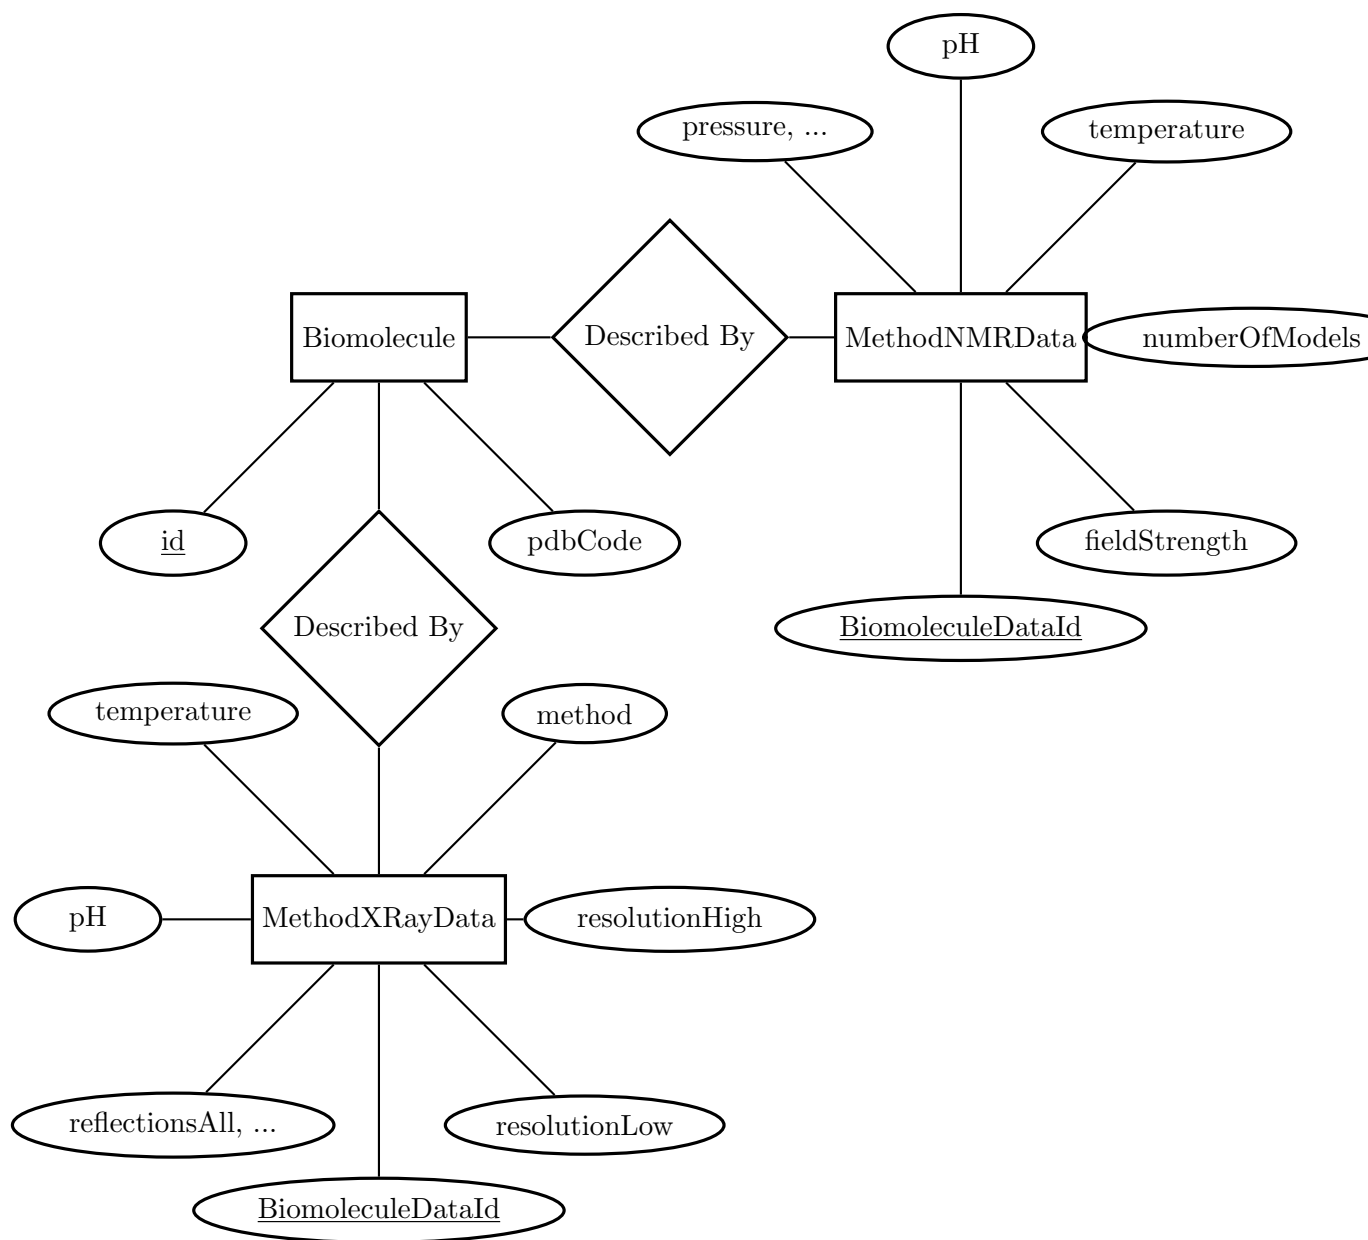 pH
pressure, ...
temperature
Biomolecule
Described By
MethodNMRData
numberOfModels
id
pdbCode
fieldStrength
Described By
BiomoleculeDataId
temperature
method
pH
MethodXRayData
resolutionHigh
reflectionsAll, ...
resolutionLow
BiomoleculeDataId